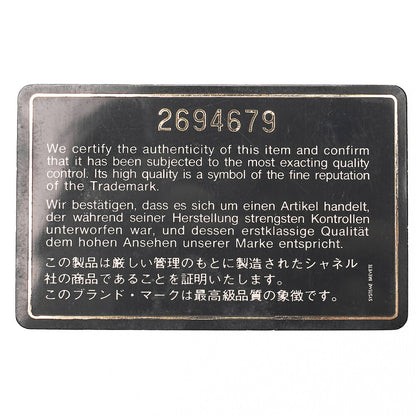 2694679
We certify the authenticity of this item and confirm
that it has been subjected to the most exacting quality
control. Its high quality is a symbol of the fine reputation
of the Trademark.
Wir bestätigen, dass es sich um einen Artikel handelt,
der während seiner Herstellung strengsten Kontrollen
unterworfen war, und dessen erstklassige Qualität
dem hohen Ansehen unserer Marke entspricht.
この製品は厳しい管理のもとに製造されたシャネル
社の商品であることを証明いたします。
このブランド・マークは最高級品質の象徴です。
SYSTEME BREVETE